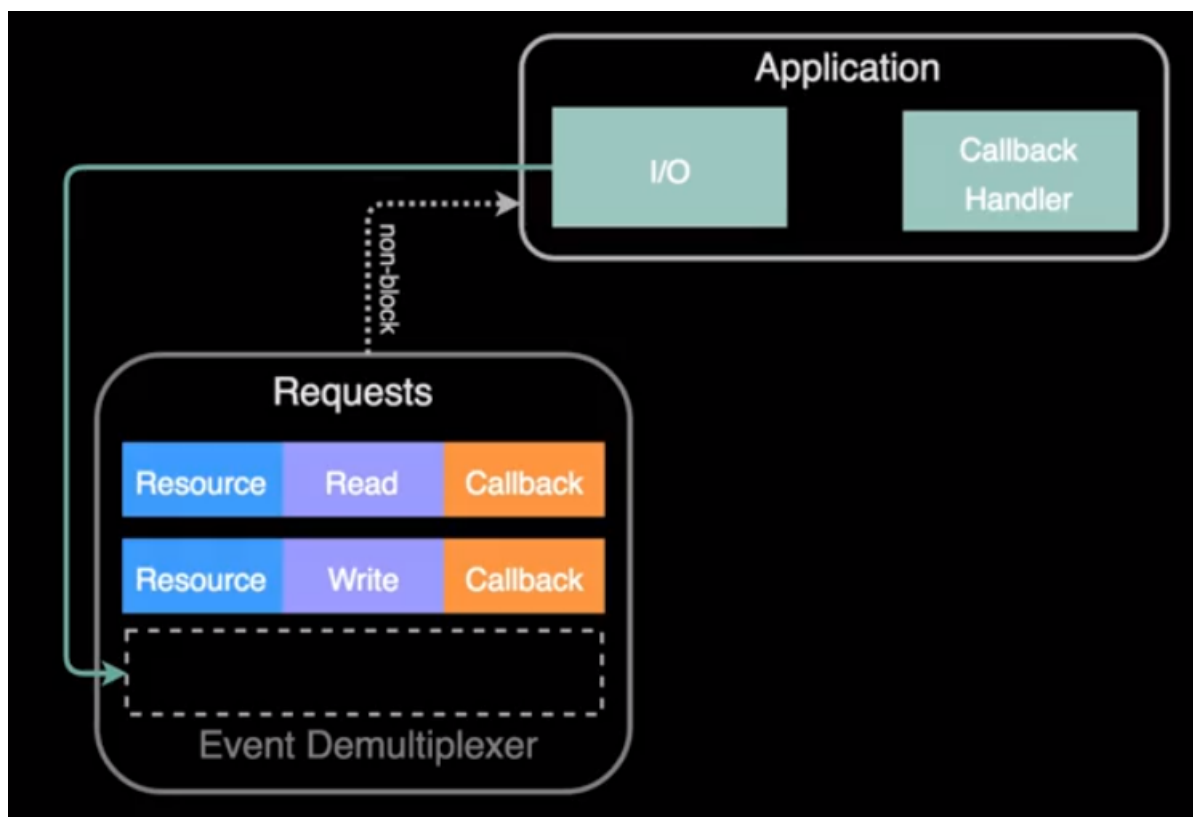 Application
I/O
Callback
Handler
non-block
Requests
Resource Read Callback
Resource Write Callback
Event Demultiplexer